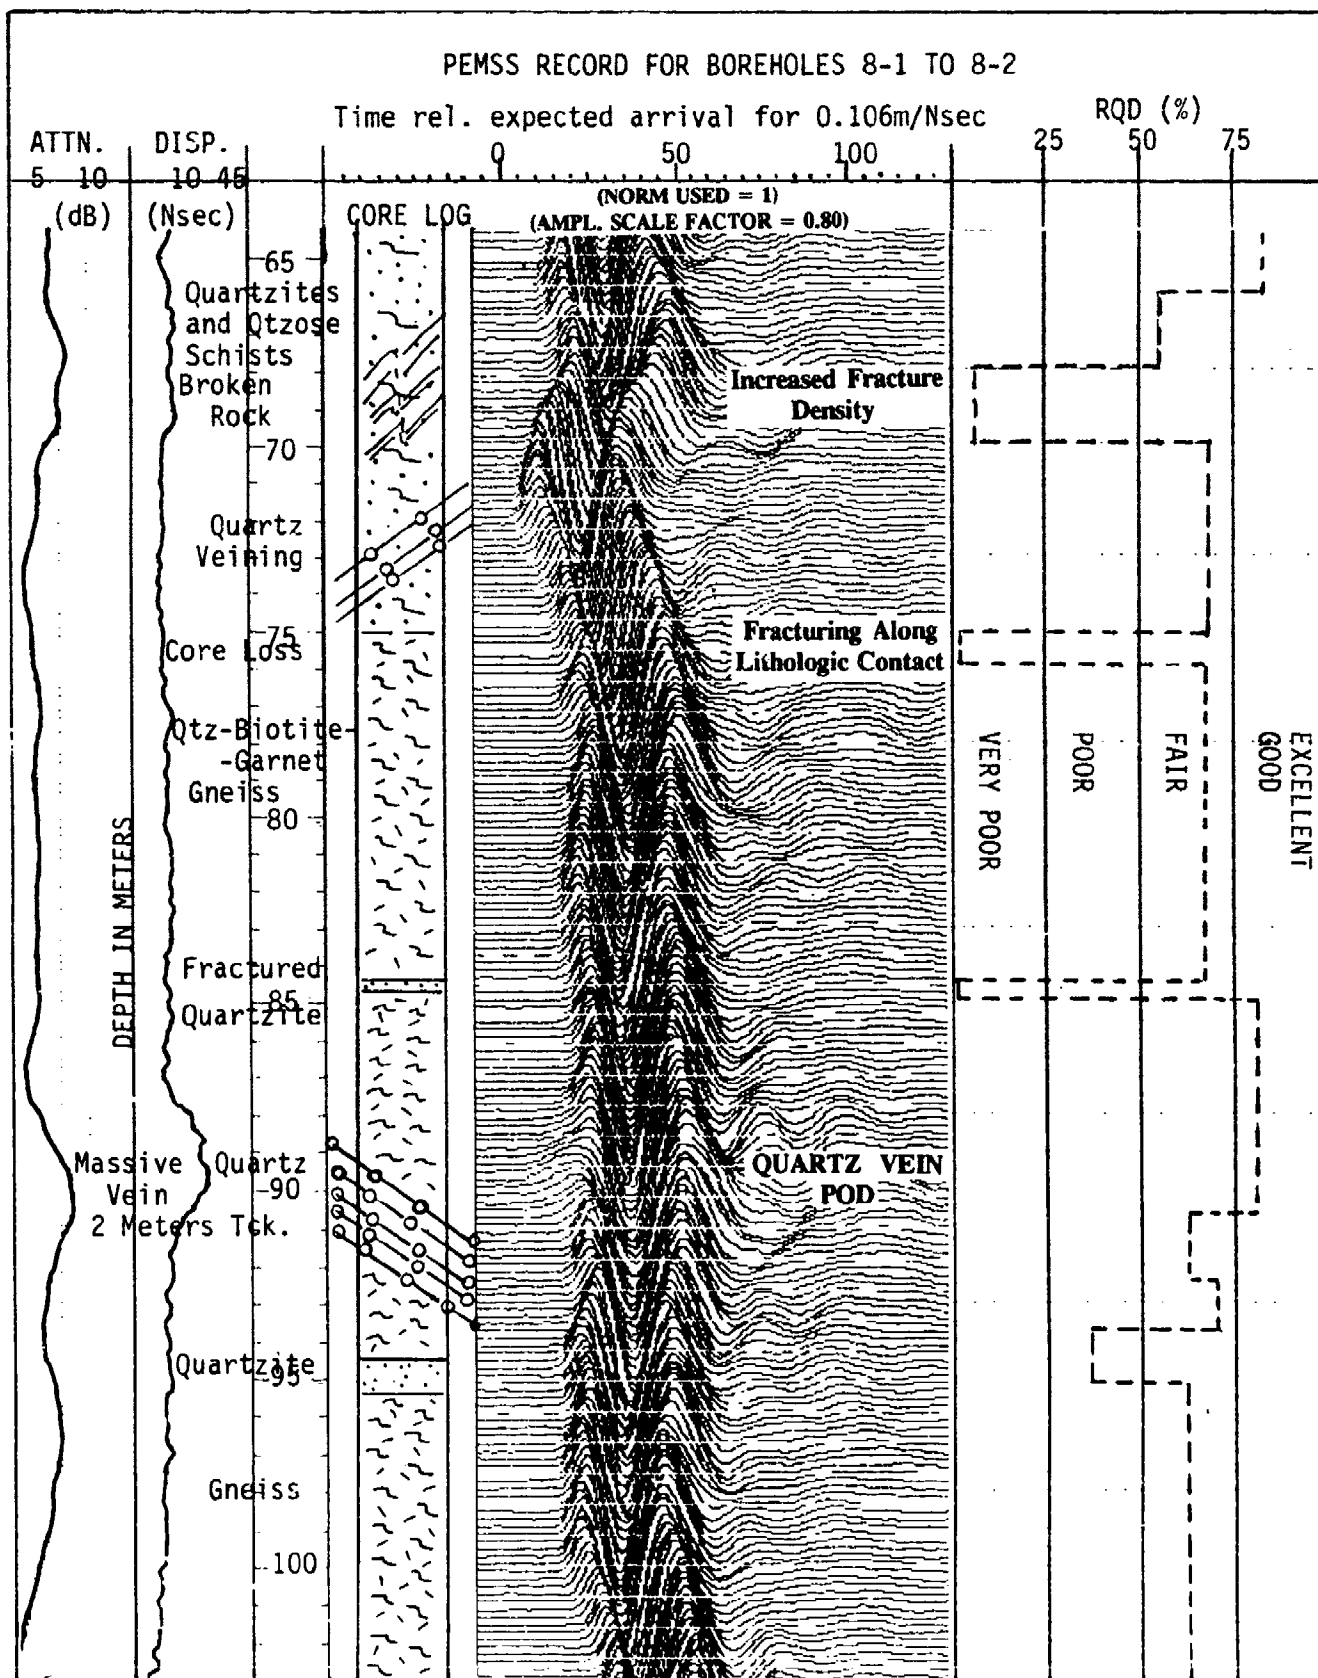 PEMSS RECORD FOR BOREHOLES 8-1 TO 8-2
Time rel. expected arrival for 0.106m/Nsec
RQD (%)
ATTN.
DISP.
0
50
100
25
50
75
5
10
10
45
(dB)
(Nsec)
CORE LOG
(NORM USED = 1)
(AMPL. SCALE FACTOR = 0.80)
65
Quartzites
and Qtzose
Schists
Broken
Rock
Increased Fracture
Density
70
Quartz
Veining
75
Core Loss
Fracturing Along
Lithologic Contact
Qtz-Biotite-
-Garnet
Gneiss
VERY POOR
POOR
FAIR
GOOD
EXCELLENT
80
DEPTH IN METERS
Fractured
85
Quartzite
Massive Quartz
Vein
2 Meters Tck.
90
QUARTZ VEIN
POD
Quartzite
95
Gneiss
100